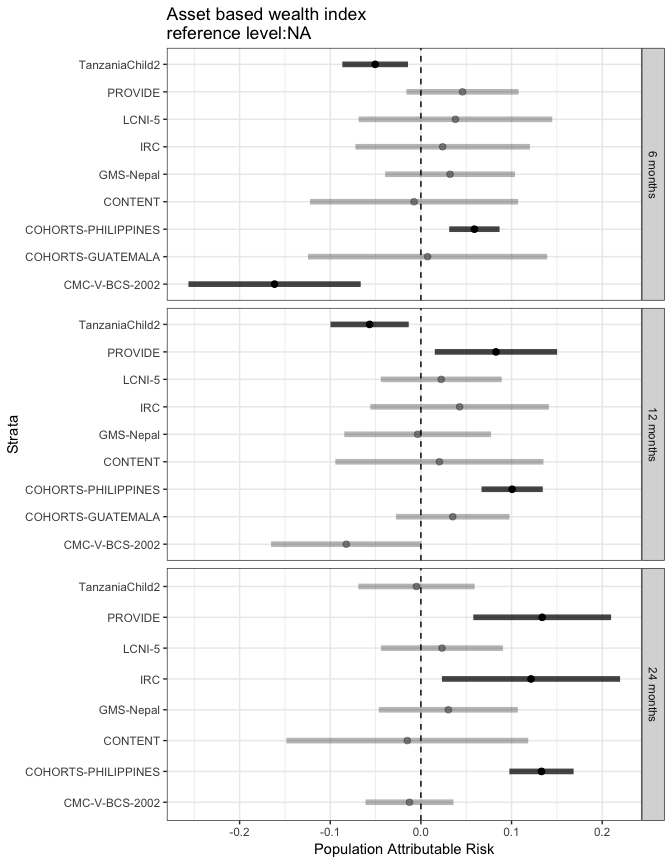 Asset based wealth index
reference level:NA
TanzaniaChild2
PROVIDE
LCNI-5
IRC
GMS-Nepal
CONTENT
COHORTS-PHILIPPINES
COHORTS-GUATEMALA
CMC-V-BCS-2002
6 months
TanzaniaChild2
PROVIDE
LCNI-5
IRC
GMS-Nepal
CONTENT
COHORTS-PHILIPPINES
COHORTS-GUATEMALA
CMC-V-BCS-2002
12 months
TanzaniaChild2
PROVIDE
LCNI-5
IRC
GMS-Nepal
CONTENT
COHORTS-PHILIPPINES
CMC-V-BCS-2002
24 months
Strata
-0.2 -0.1 0.0 0.1 0.2
Population Attributable Risk